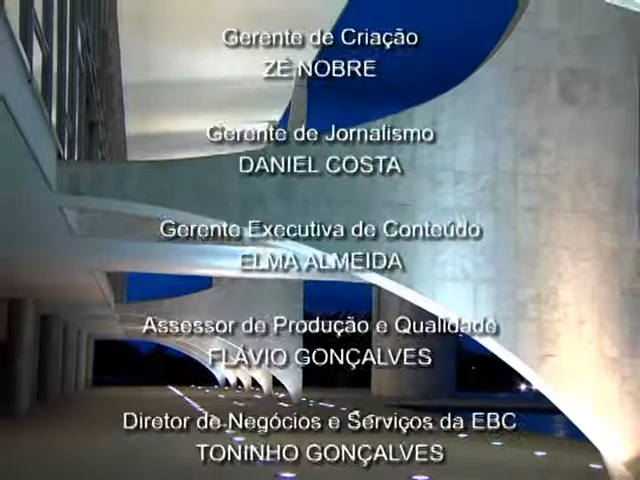 Gerente de Criação
ZÉ NOBRE
Gerente de Jornalismo
DANIEL COSTA
Gerente Executiva de Conteúdo
ELMA ALMEIDA
Assessor de Produção e Qualidade
FLÁVIO GONÇALVES
Diretor de Negócios e Serviços da EBC
TONINHO GONÇALVES